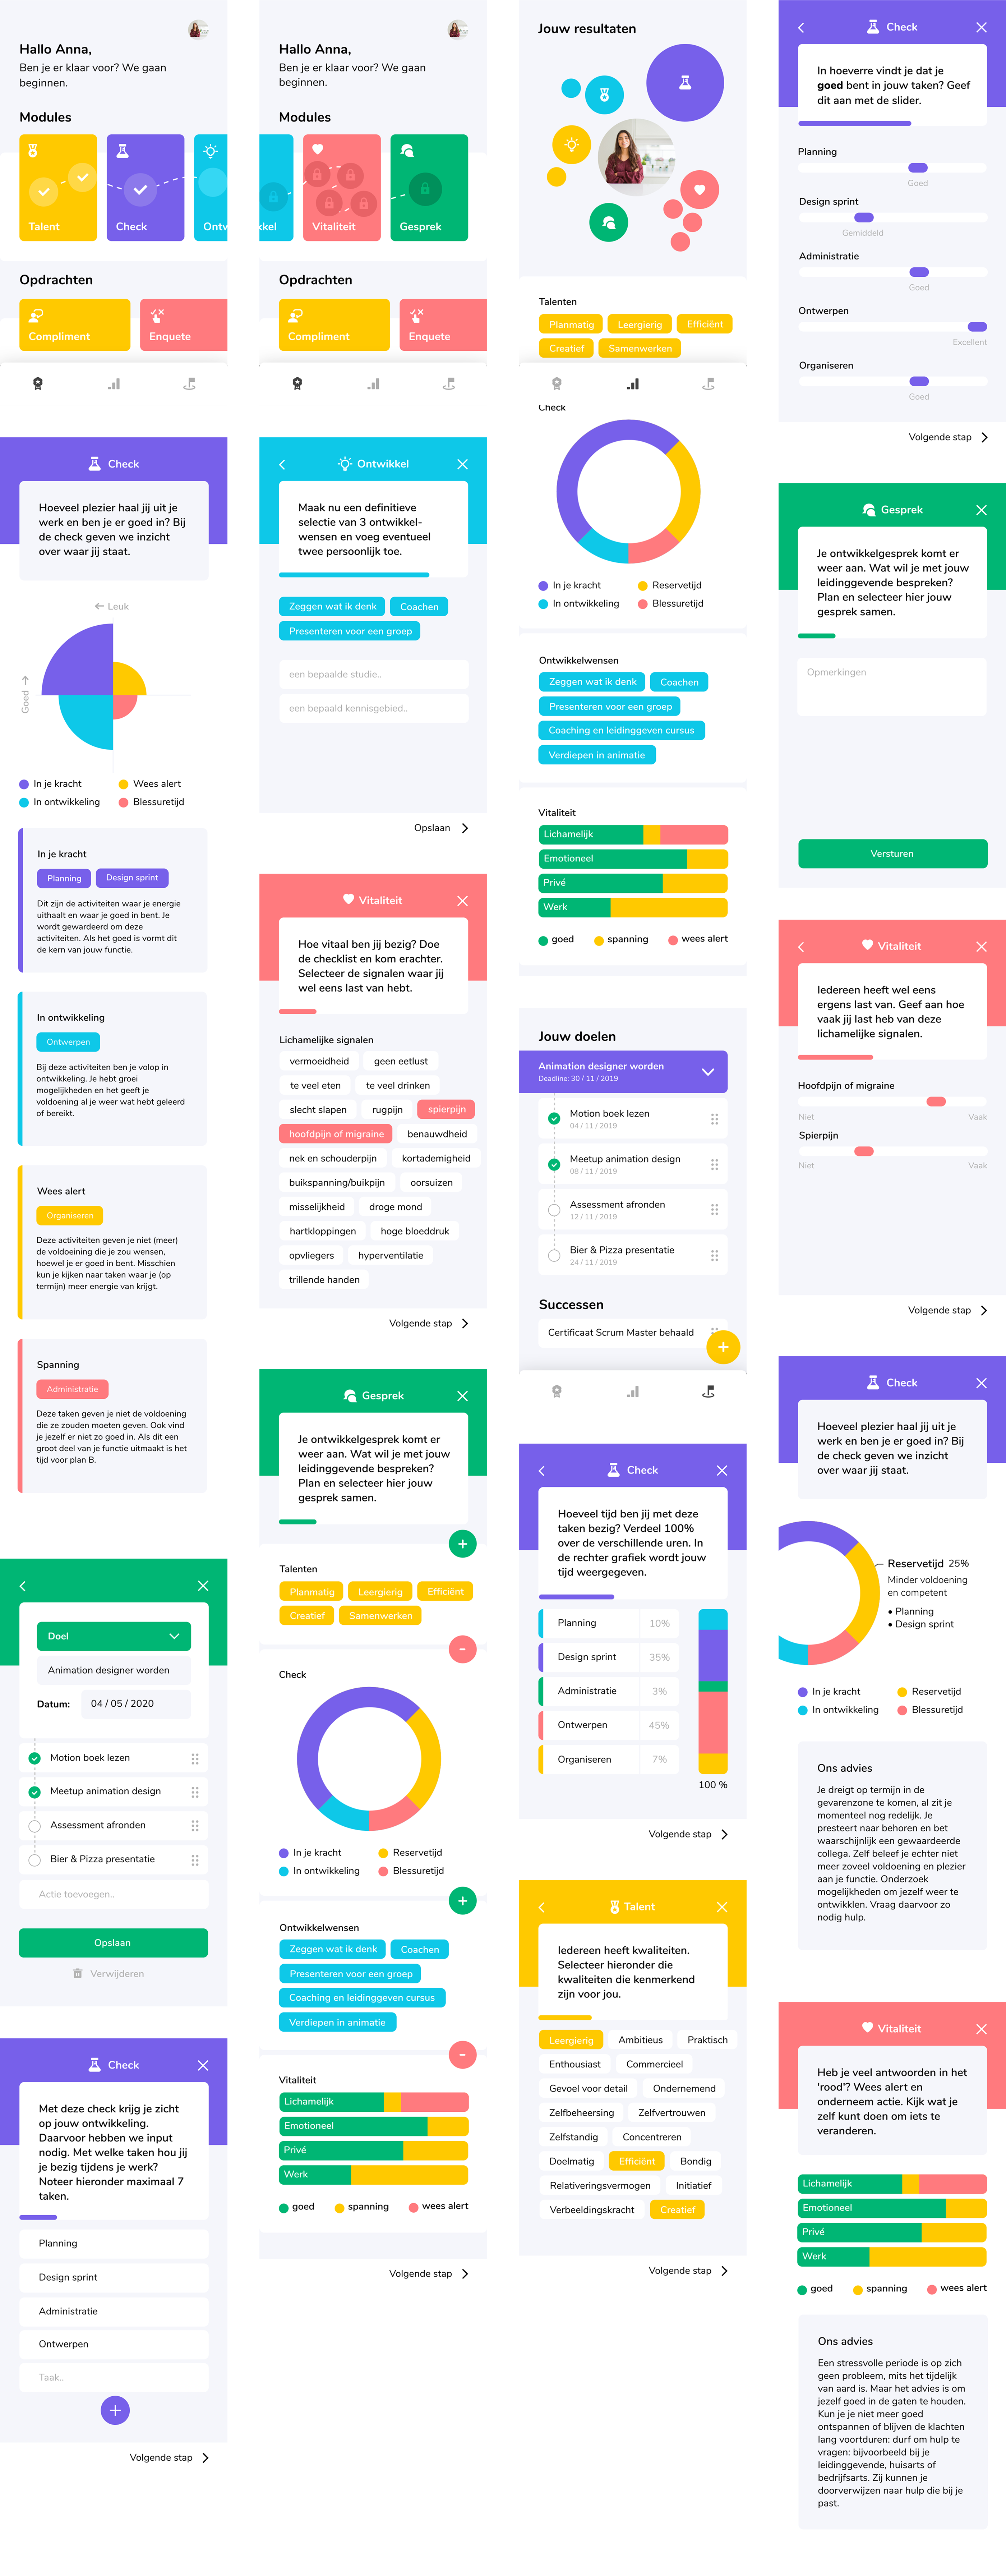 Hallo Anna,
Ben je er klaar voor? We gaan
beginnen.
Modules
Talent
Check
Ontw
Opdrachten
Compliment
Enquete
Check
Hoeveel plezier haal jij uit je
werk en ben je er goed in? Bij
de check geven we inzicht
over waar jij staat.
← Leuk
Goed →
In je kracht
Wees alert
In ontwikkeling
Blessuretijd
In je kracht
Planning
Design sprint
Dit zijn de activiteiten waar je energie
uithaalt en waar je goed in bent. Je
wordt gewardeerd om deze
activiteiten. Als het goed is vormt dit
de kern van jouw functie.
In ontwikkeling
Ontwerpen
Bij deze activiteiten ben je volop in
ontwikkeling. Je hebt groei
mogelijkheden en het geeft je
voldoening al je weer wat hebt geleerd
of bereikt.
Wees alert
Organiseren
Deze activiteiten geven je niet (meer)
de voldoeining die je zou wensen,
hoewel je er goed in bent. Misschien
kun je kijken naar taken waar je (op
termijn) meer energie van krijgt.
Spanning
Administratie
Deze taken geven je niet de voldoening
die ze zouden moeten geven. Ook vind
je jezelf er niet zo goed in. Als dit een
groot deel van je functie uitmaakt is het
tijd voor plan B.
Doel
Animation designer worden
Datum:
04 / 05 / 2020
Motion boek lezen
Meetup animation design
Assessment afronden
Bier & Pizza presentatie
Actie toevoegen..
Opslaan
Verwijderen
Check
Met deze check krijg je zicht
op jouw ontwikkeling.
Daarvoor hebben we input
nodig. Met welke taken hou jij
je bezig tijdens je werk?
Noteer hieronder maximaal 7
taken.
Planning
Design sprint
Administratie
Ontwerpen
Taak..
Volgende stap
Hallo Anna,
Ben je er klaar voor? We gaan
beginnen.
Modules
kkel
Vitaliteit
Gesprek
Opdrachten
Compliment
Enquete
Ontwikkel
Maak nu een definitieve
selectie van 3 ontwikkel-
wensen en voeg eventueel
twee persoonlijk toe.
Zeggen wat ik denk
Coachen
Presenteren voor een groep
een bepaalde studie..
een bepaald kennisgebied..
Opslaan
Vitaliteit
Hoe vitaal ben jij bezig? Doe
de checklist en kom erachter.
Selecteer de signalen waar jij
wel eens last van hebt.
Lichamelijke signalen
vermoeidheid
geen eetlust
te veel eten
te veel drinken
slecht slapen
rugpijn
spierpijn
hoofdpijn of migraine
benauwdheid
nek en schouderpijn
kortademigheid
buikspanning/buikpijn
oorsuizen
misselijkheid
droge mond
hartkloppingen
hoge bloeddruk
opvliegers
hyperventilatie
trillende handen
Volgende stap
Gesprek
Je ontwikkelgesprek komt er
weer aan. Wat wil je met jouw
leidinggevende bespreken?
Plan en selecteer hier jouw
gesprek samen.
Talenten
Planmatig
Leergierig
Efficiënt
Creatief
Samenwerken
Check
In je kracht
Reservetijd
In ontwikkeling
Blessuretijd
Ontwikkelwensen
Zeggen wat ik denk
Coachen
Presenteren voor een groep
Coaching en leidinggeven cursus
Verdiepen in animatie
Vitaliteit
Lichamelijk
Emotioneel
Privé
Werk
goed
spanning
wees alert
Volgende stap
Jouw resultaten
Talenten
Planmatig
Leergierig
Efficiënt
Creatief
Samenwerken
Check
In je kracht
Reservetijd
In ontwikkeling
Blessuretijd
Ontwikkelwensen
Zeggen wat ik denk
Coachen
Presenteren voor een groep
Coaching en leidinggeven cursus
Verdiepen in animatie
Vitaliteit
Lichamelijk
Emotioneel
Privé
Werk
goed
spanning
wees alert
Jouw doelen
Animation designer worden
Deadline: 30 / 11 / 2019
Motion boek lezen
04 / 11 / 2019
Meetup animation design
08 / 11 / 2019
Assessment afronden
12 / 11 / 2019
Bier & Pizza presentatie
24 / 11 / 2019
Successen
Certificaat Scrum Master behaald
Check
Hoeveel tijd ben jij met deze
taken bezig? Verdeel 100%
over de verschillende uren. In
de rechter grafiek wordt jouw
tijd weergegeven.
Planning 10%
Design sprint 35%
Administratie 3%
Ontwerpen 45%
Organiseren 7%
100 %
Volgende stap
Talent
Iedereen heeft kwaliteiten.
Selecteer hieronder die
kwaliteiten die kenmerkend
zijn voor jou.
Leergierig
Ambitieus
Praktisch
Enthousiast
Commercieel
Gevoel voor detail
Ondernemend
Zelfbeheersing
Zelfvertrouwen
Zelfstandig
Concentreren
Doelmatig
Efficiënt
Bondig
Relativeringsvermogen
Initiatief
Verbeeldingskracht
Creatief
Volgende stap
Check
In hoeverre vindt je dat je
goed bent in jouw taken? Geef
dit aan met de slider.
Planning
Goed
Design sprint
Gemiddeld
Administratie
Goed
Ontwerpen
Excellent
Organiseren
Goed
Volgende stap
Gesprek
Je ontwikkelgesprek komt er
weer aan. Wat wil je met jouw
leidinggevende bespreken?
Plan en selecteer hier jouw
gesprek samen.
Opmerkingen
Versturen
Vitaliteit
Iedereen heeft wel eens
ergens last van. Geef aan hoe
vaak jij last heb van deze
lichamelijke signalen.
Hoofdpijn of migraine
Niet
Vaak
Spierpijn
Niet
Vaak
Volgende stap
Check
Hoeveel plezier haal jij uit je
werk en ben je er goed in? Bij
de check geven we inzicht
over waar jij staat.
Reservetijd 25%
Minder voldoening
en competent
• Planning
• Design sprint
In je kracht
Reservetijd
In ontwikkeling
Blessuretijd
Ons advies
Je dreigt op termijn in de
gevarenzone te komen, al zit je
momenteel nog redelijk. Je
presteert naar behoren en bet
waarschijnlijk een gewaardeerde
collega. Zelf beleef je echter niet
meer zoveel voldoening en plezier
aan je functie. Onderzoek
mogelijkheden om jezelf weer te
ontwikklen. Vraag daarvoor zo
nodig hulp.
Vitaliteit
Heb je veel antwoorden in het
'rood'? Wees alert en
onderneem actie. Kijk wat je
zelf kunt doen om iets te
veranderen.
Lichamelijk
Emotioneel
Privé
Werk
goed
spanning
wees alert
Ons advies
Een stressvolle periode is op zich
geen probleem, mits het tijdelijk
van aard is. Maar het advies is om
jezelf goed in de gaten te houden.
Kun je je niet meer goed
ontspannen of blijven de klachten
lang voortduren: durf om hulp te
vragen: bijvoorbeeld bij je
leidinggevende, huisarts of
bedrijfsarts. Zij kunnen je
doorverwijzen naar hulp die bij je
past.